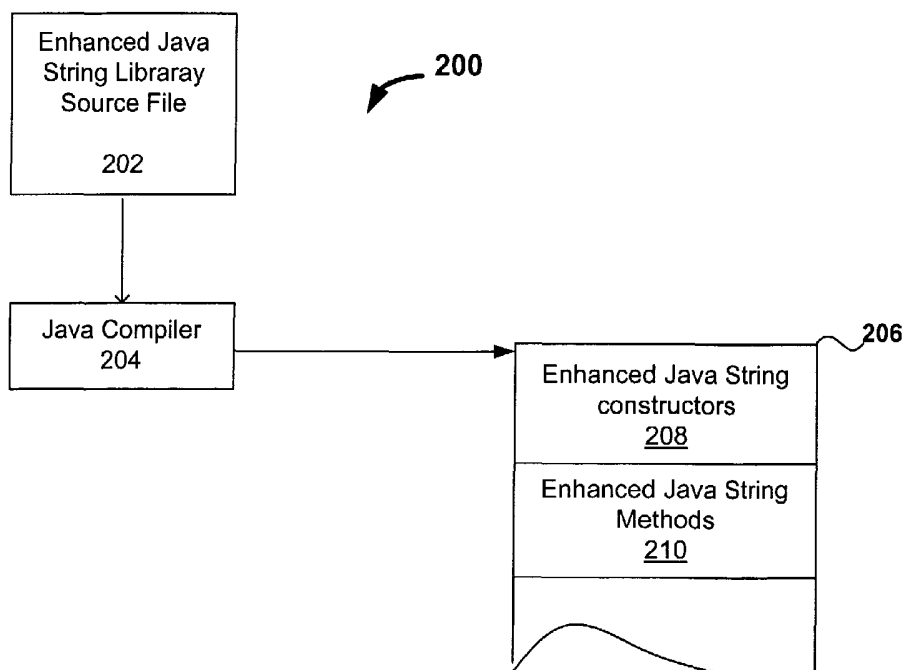 Enhanced Java
String Libraray
Source File
202
200
Java Compiler
204
206
Enhanced Java String
constructors
208
Enhanced Java String
Methods
210